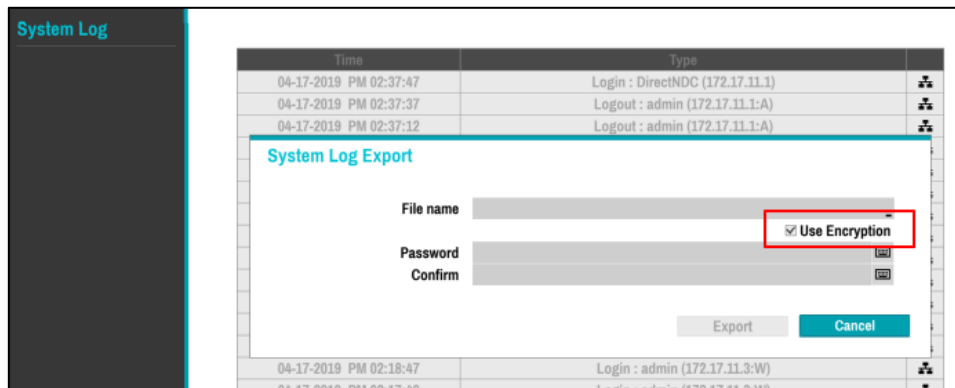 System Log
Time Type
04-17-2019 PM 02:37:47 Login : DirectNDC (172.17.11.1)
04-17-2019 PM 02:37:37 Logout : admin (172.17.11.1:A)
04-17-2019 PM 02:37:12 Logout : admin (172.17.11.1:A)
System Log Export
File name
Use Encryption
Password
Confirm
Export Cancel
04-17-2019 PM 02:18:47 Login : admin (172.17.11.3:W)